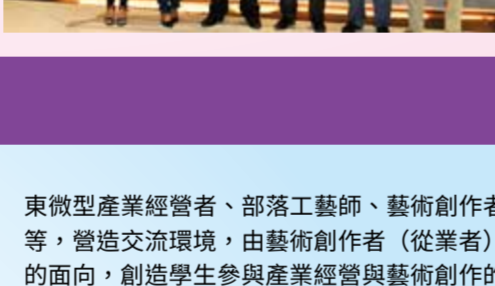 東微型產業經營者、部落工藝師、藝術創作者
等，營造交流環境，由藝術創作者（從業者）
的面向，創造學生參與產業經營與藝術創作的